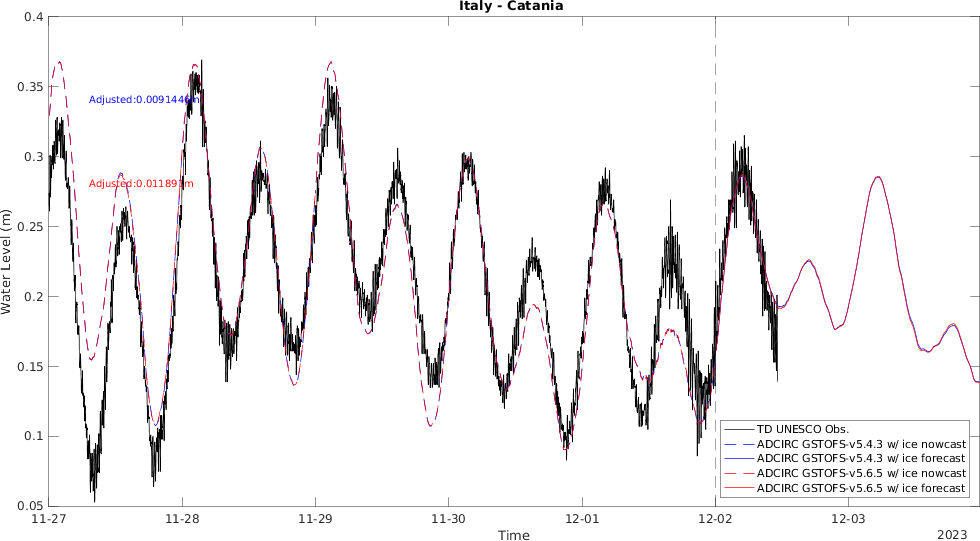 Italy - Catania
0.4
0.35
0.3
0.25
0.2
0.15
0.1
0.05
Water Level (m)
Adjusted:0.0091446m
Adjusted:0.011891m
TD UNESCO Obs.
ADCIRC GSTOFS-v5.4.3 w/ ice nowcast
ADCIRC GSTOFS-v5.4.3 w/ ice forecast
ADCIRC GSTOFS-v5.6.5 w/ ice nowcast
ADCIRC GSTOFS-v5.6.5 w/ ice forecast
11-27 11-28 11-29 11-30 12-01 12-02 12-03
Time
2023